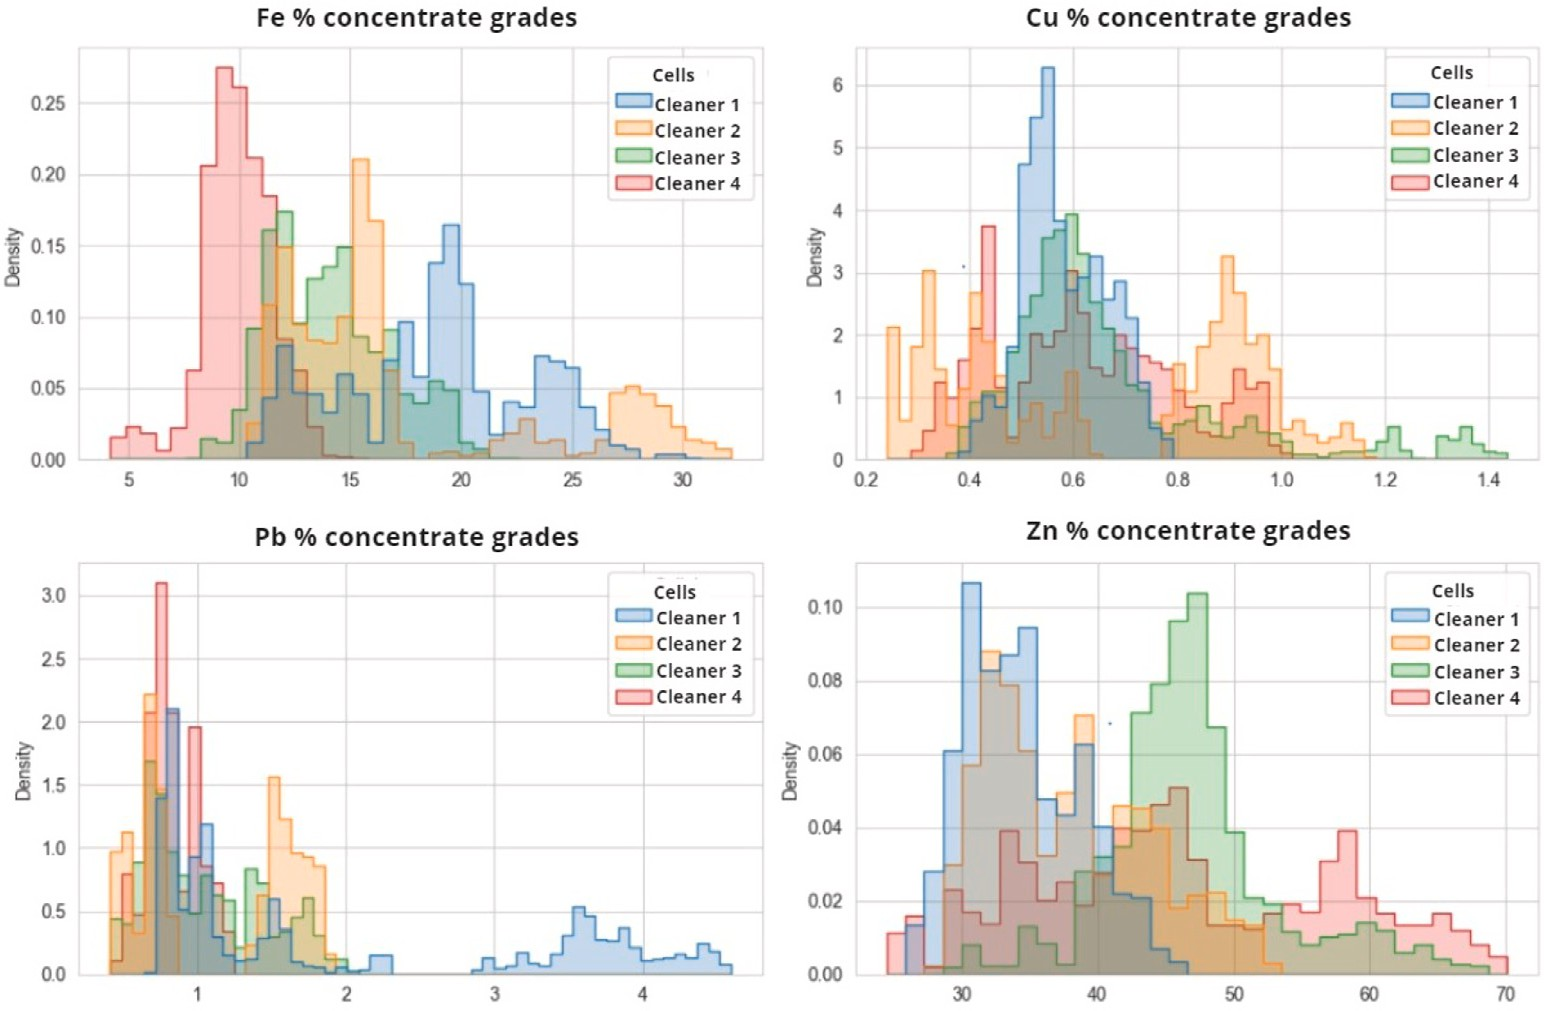 Fe % concentrate grades
Cells
Cleaner 1
Cleaner 2
Cleaner 3
Cleaner 4
Density
0.25
0.20
0.15
0.10
0.05
0.00
5 10 15 20 25 30
Cu % concentrate grades
Cells
Cleaner 1
Cleaner 2
Cleaner 3
Cleaner 4
Density
6
5
4
3
2
1
0
0.2 0.4 0.6 0.8 1.0 1.2 1.4
Pb % concentrate grades
Cells
Cleaner 1
Cleaner 2
Cleaner 3
Cleaner 4
Density
3.0
2.5
2.0
1.5
1.0
0.5
0.0
1 2 3 4
Zn % concentrate grades
Cells
Cleaner 1
Cleaner 2
Cleaner 3
Cleaner 4
Density
0.10
0.08
0.06
0.04
0.02
0.00
30 40 50 60 70